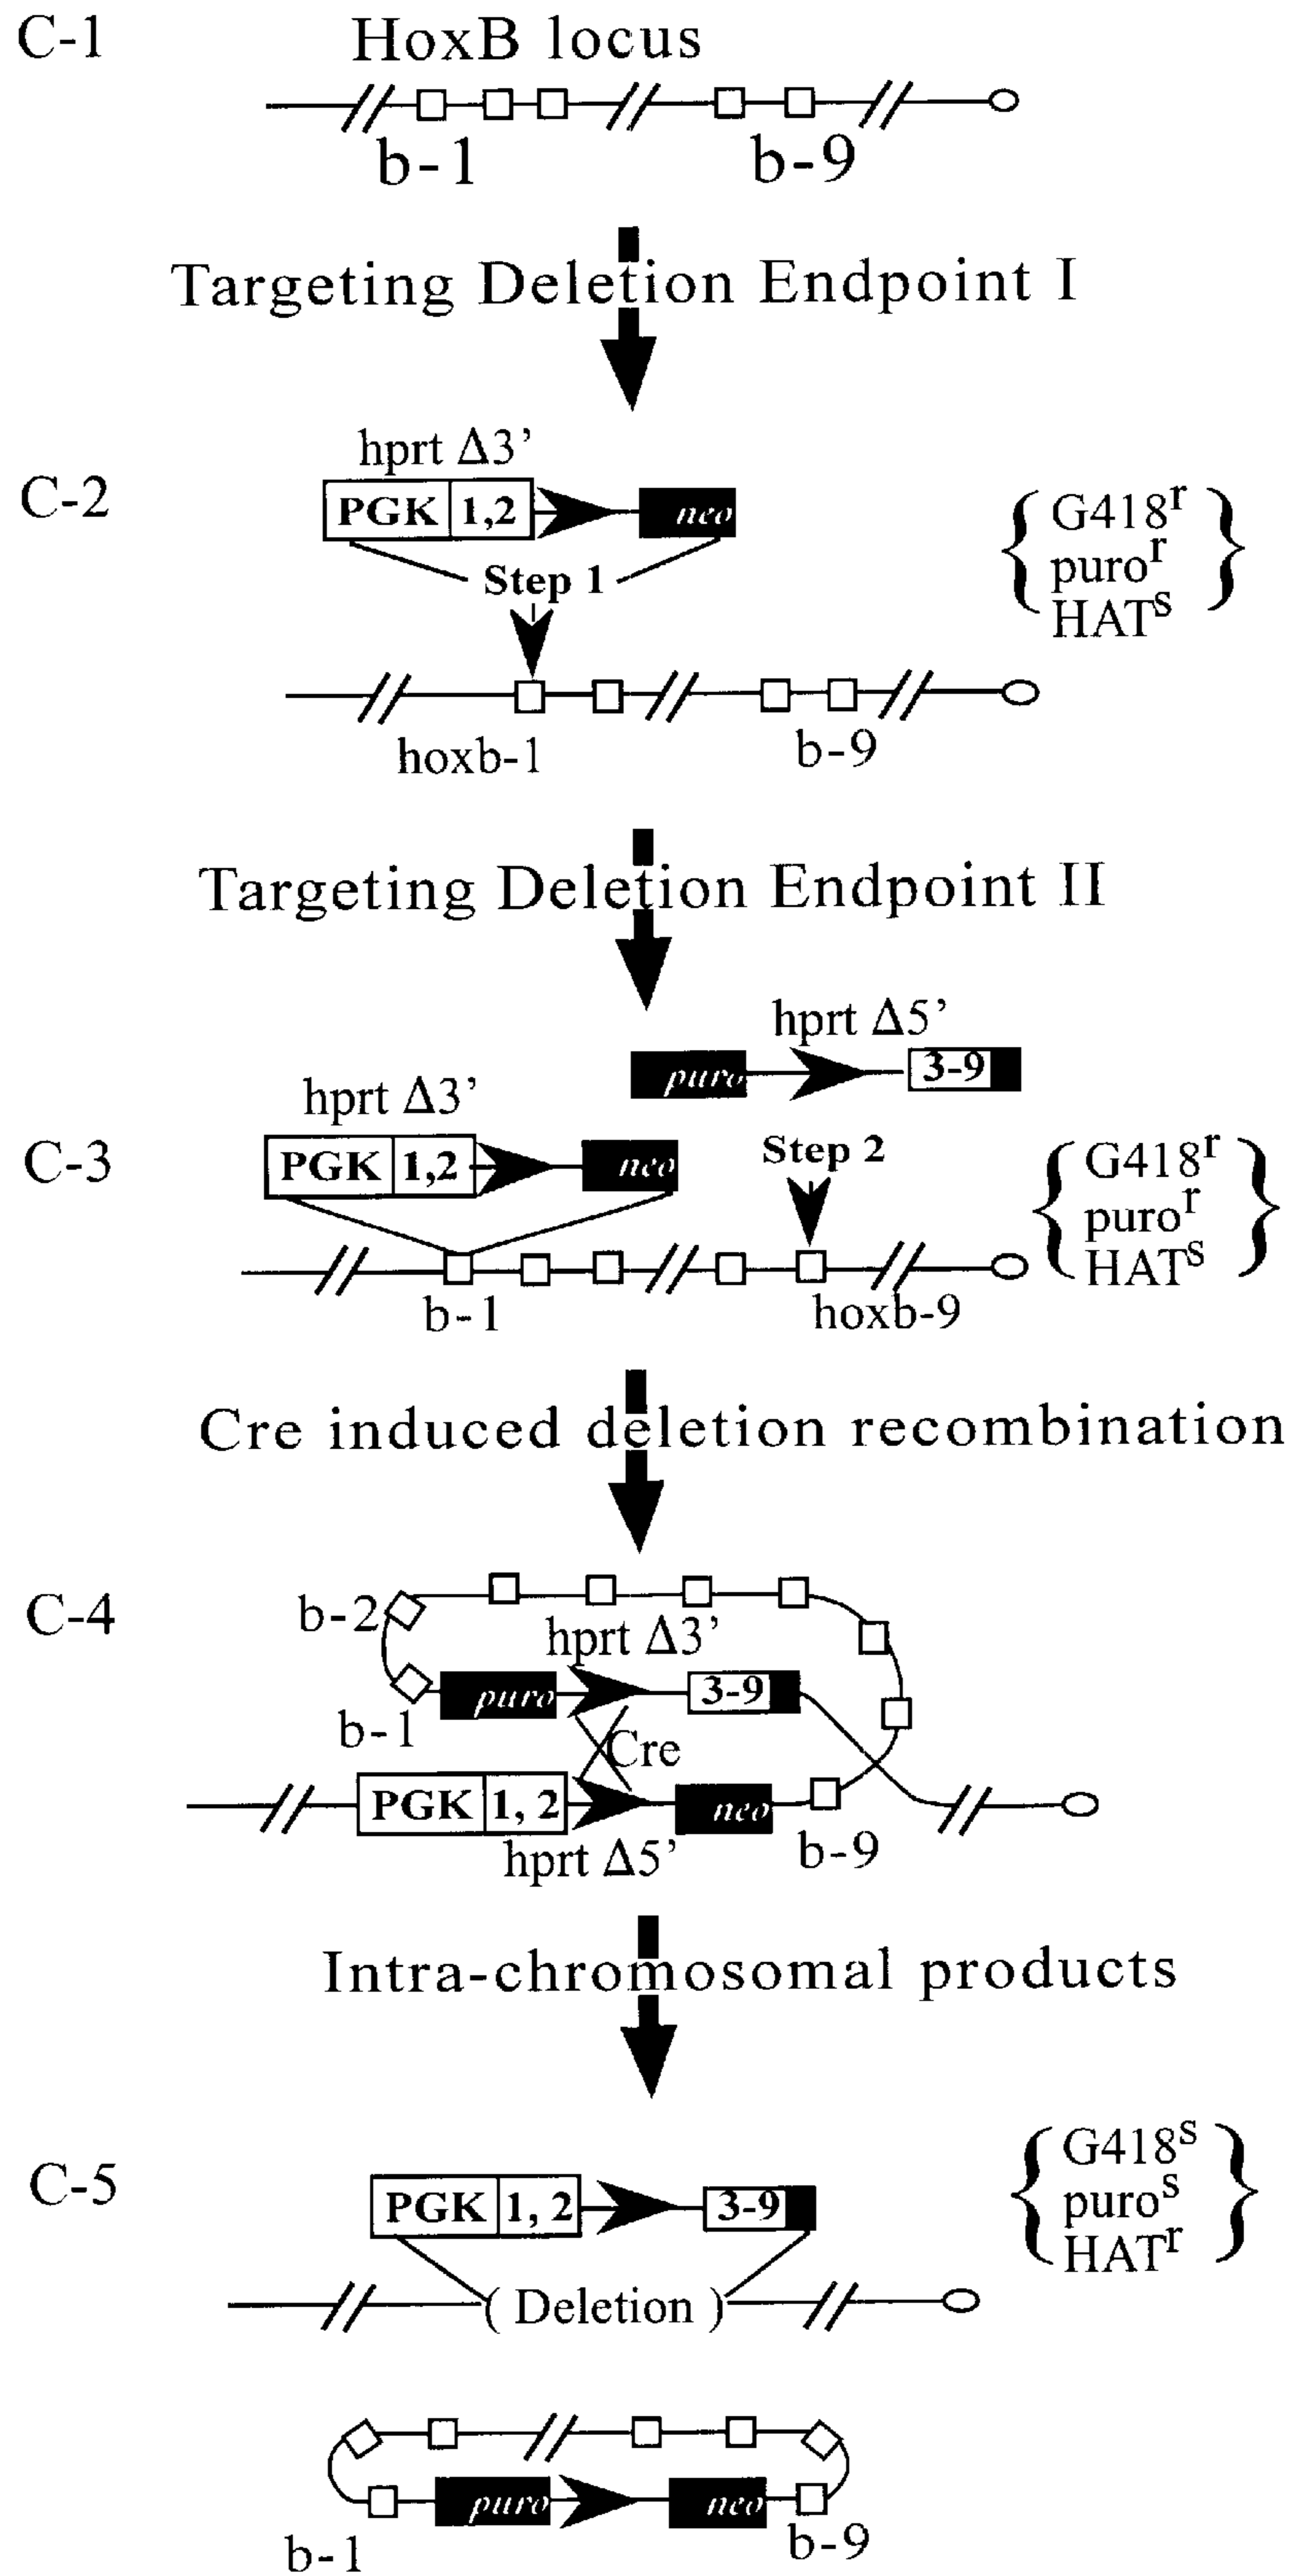 C-1 HoxB locus
b-1 b-9
Targeting Deletion Endpoint I
hprt Δ3’
C-2 PGK 1,2 neo
G418r
puror
HATs
Step 1
hoxb-1 b-9
Targeting Deletion Endpoint II
hprt Δ5’
puro 3-9
hprt Δ3’
C-3 PGK 1,2 neo
Step 2
G418r
puror
HATs
b-1 hoxb-9
Cre induced deletion recombination
C-4 b-2
hprt Δ3’
puro 3-9
b-1 Cre
PGK 1, 2 neo
hprt Δ5’ b-9
Intra-chromosomal products
C-5 PGK 1, 2 3-9
G418s
puros
HATr
( Deletion )
puro neo
b-1 b-9